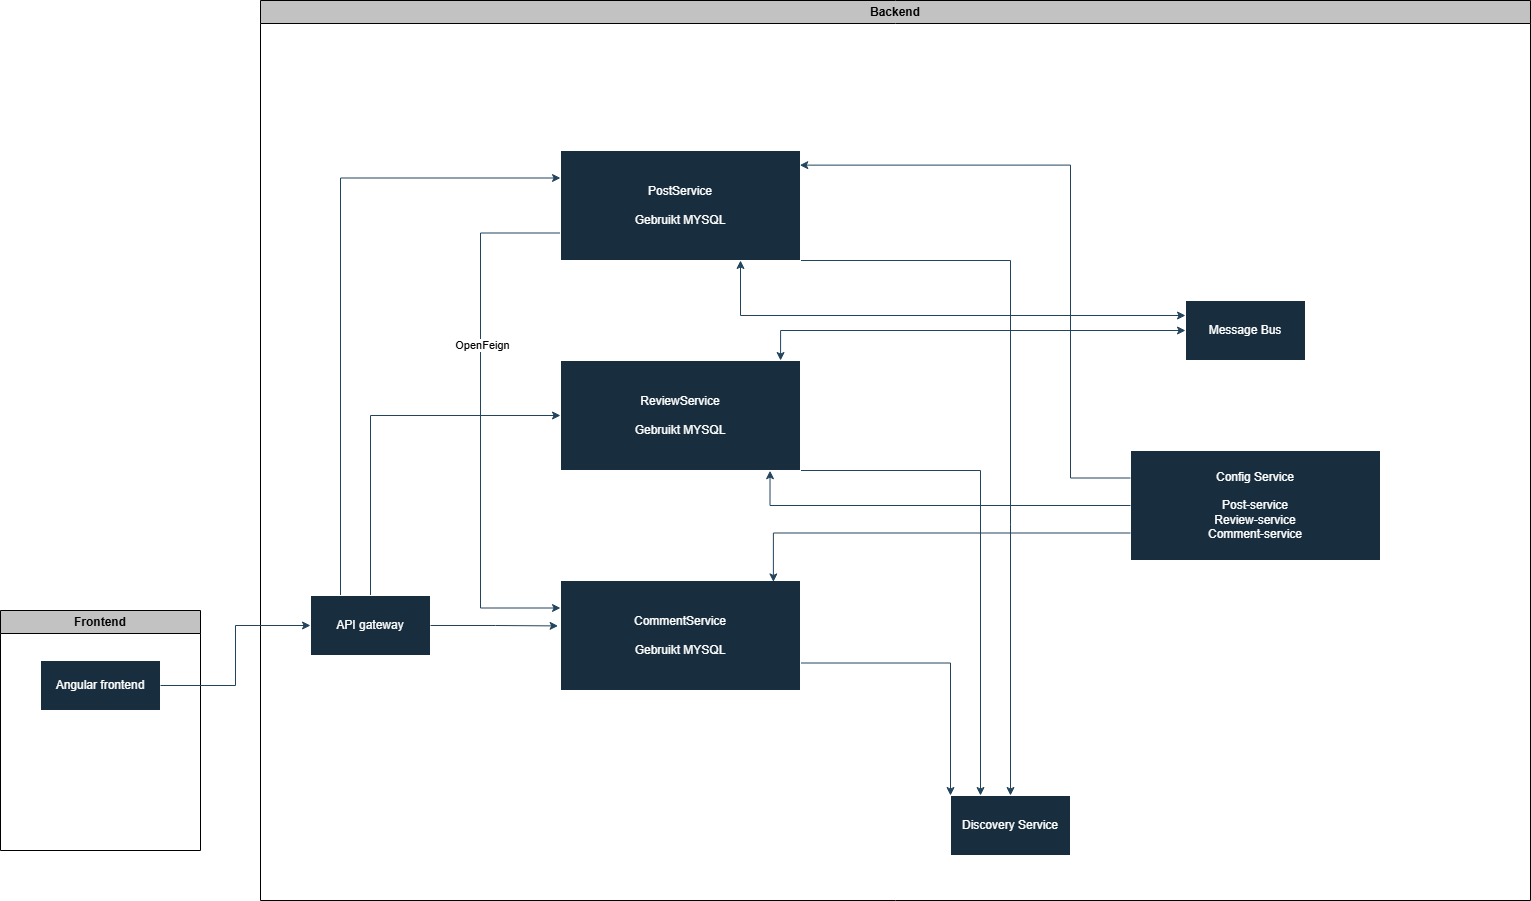 Backend
PostService
Gebruikt MYSQL
OpenFeign
Message Bus
ReviewService
Gebruikt MYSQL
Config Service
Post-service
Review-service
Comment-service
Frontend
Angular frontend
API gateway
CommentService
Gebruikt MYSQL
Discovery Service